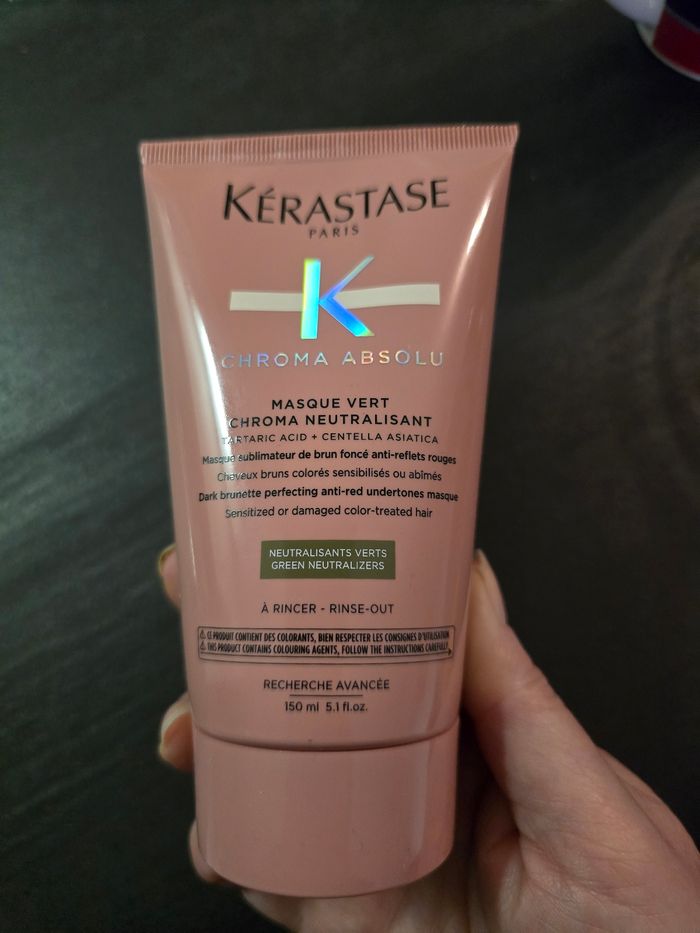 KÉRASTASE
PARIS
K
CHROMA ABSOLU
MASQUE VERT
CHROMA NEUTRALISANT
TARTARIC ACID + CENTELLA ASIATICA
Masque sublimateur de brun foncé anti-reflets rouges
Cheveux bruns colorés sensibilisés ou abîmés
Dark brunette perfecting anti-red undertones masque
Sensitized or damaged color-treated hair
NEUTRALISANTS VERTS
GREEN NEUTRALIZERS
À RINCER - RINSE-OUT
⚠ CE PRODUIT CONTIENT DES COLORANTS, BIEN RESPECTER LES CONSIGNES D'UTILISATION.
⚠ THIS PRODUCT CONTAINS COLOURING AGENTS, FOLLOW THE INSTRUCTIONS CAREFULLY.
RECHERCHE AVANCÉE
150 ml 5.1 fl.oz.